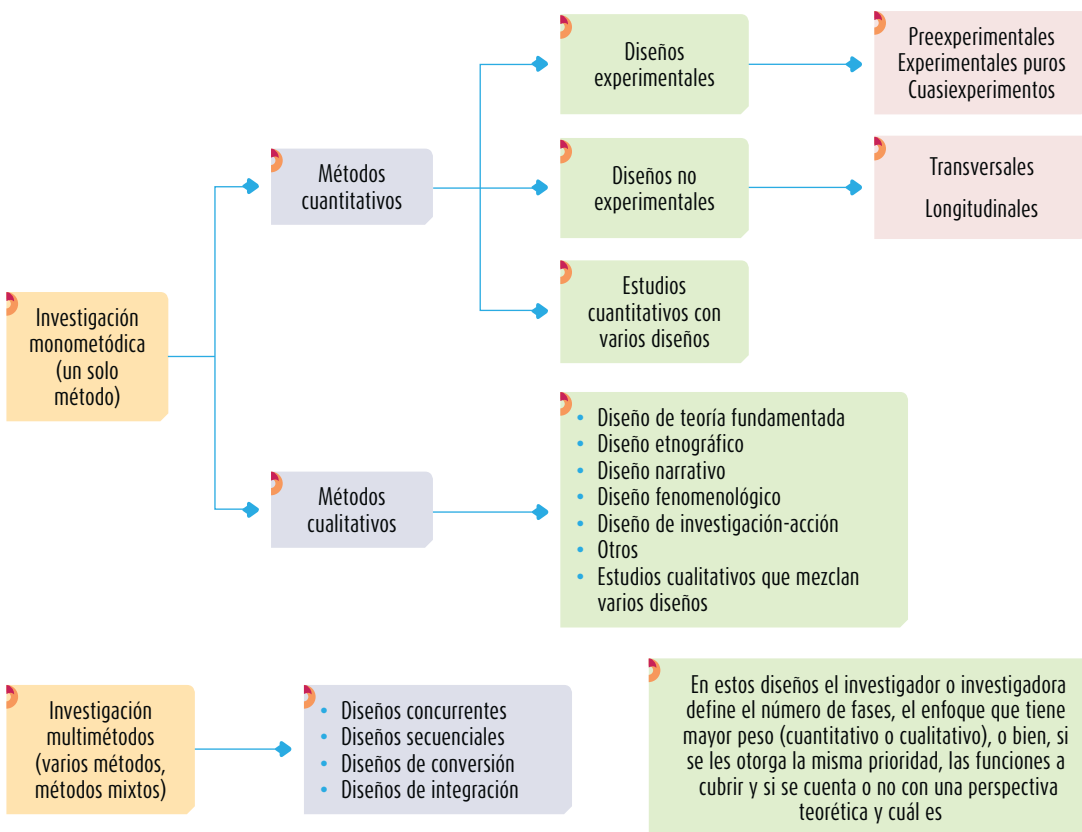 Investigación
monometódica
(un solo
método)
Métodos
cuantitativos
Diseños
experimentales
Preexperimentales
Experimentales puros
Cuasiexperimentos
Diseños no
experimentales
Transversales
Longitudinales
Estudios
cuantitativos con
varios diseños
Métodos
cualitativos
• Diseño de teoría fundamentada
• Diseño etnográfico
• Diseño narrativo
• Diseño fenomenológico
• Diseño de investigación-acción
• Otros
• Estudios cualitativos que mezclan
varios diseños
Investigación
multimétodos
(varios métodos,
métodos mixtos)
• Diseños concurrentes
• Diseños secuenciales
• Diseños de conversión
• Diseños de integración
En estos diseños el investigador o investigadora
define el número de fases, el enfoque que tiene
mayor peso (cuantitativo o cualitativo), o bien, si
se les otorga la misma prioridad, las funciones a
cubrir y si se cuenta o no con una perspectiva
teorética y cuál es